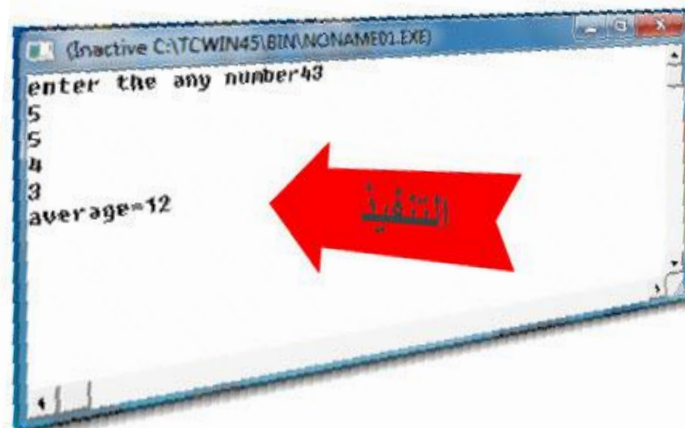 (Inactive C:\TCWIN45\BIN\NONAME01.EXE)
enter the any number43
5
5
4
3
average=12
التنفيذ